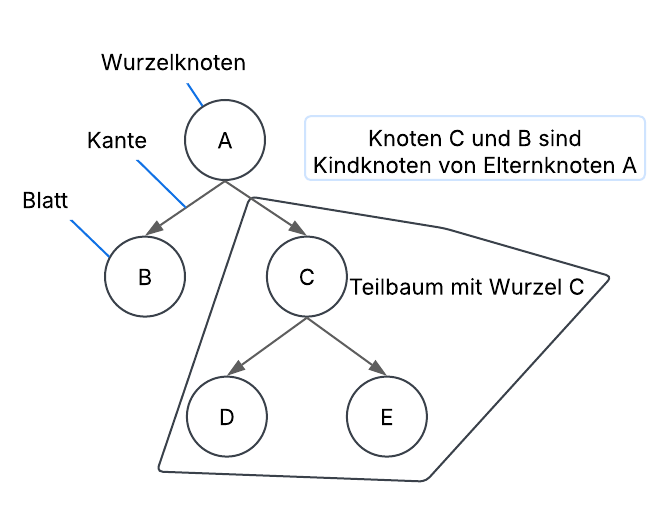 Wurzelknoten
Kante
A
Knoten C und B sind
Kindknoten von Elternknoten A
Blatt
B
C
Teilbaum mit Wurzel C
D
E